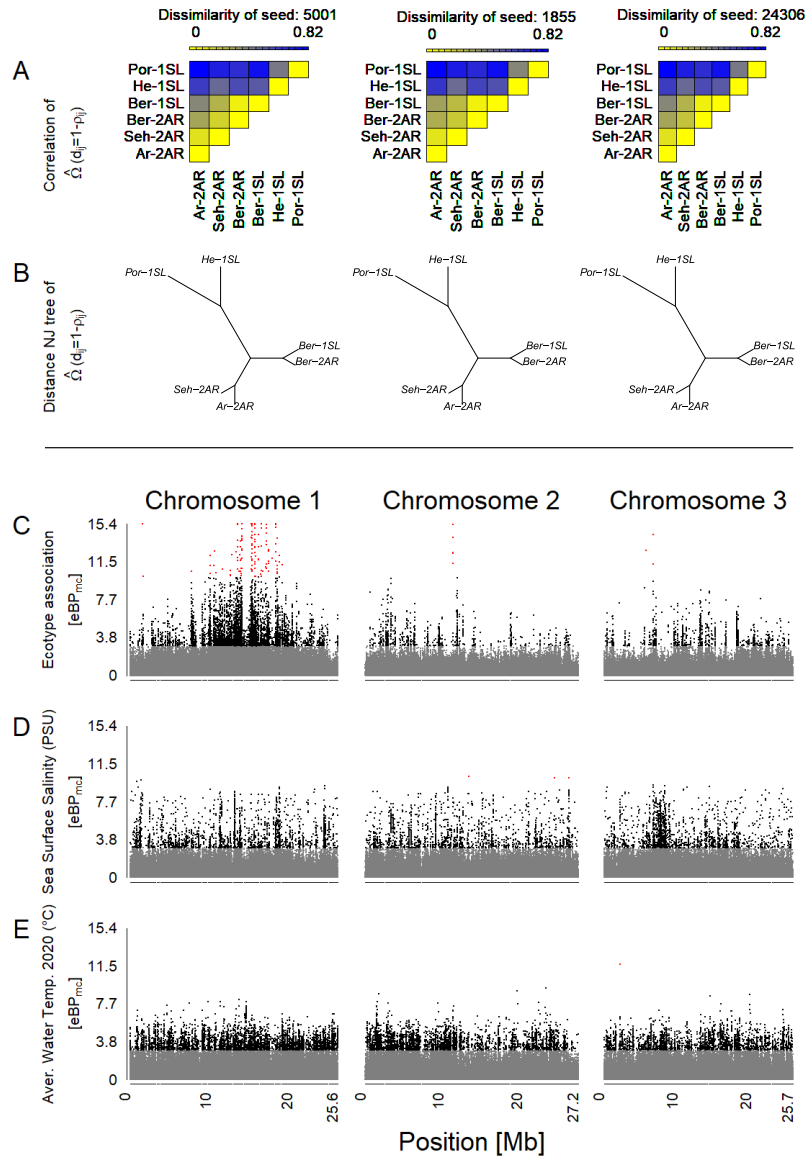 Dissimilarity of seed: 5001
Dissimilarity of seed: 1855
Dissimilarity of seed: 24306
0 0.82
0 0.82
0 0.82
A
Correlation of
Ω̂ (dij=1-ρij)
Por-1SL
He-1SL
Ber-1SL
Ber-2AR
Seh-2AR
Ar-2AR
Ar-2AR
Seh-2AR
Ber-2AR
Ber-1SL
He-1SL
Por-1SL
Por-1SL
He-1SL
Ber-1SL
Ber-2AR
Seh-2AR
Ar-2AR
Ar-2AR
Seh-2AR
Ber-2AR
Ber-1SL
He-1SL
Por-1SL
Por-1SL
He-1SL
Ber-1SL
Ber-2AR
Seh-2AR
Ar-2AR
Ar-2AR
Seh-2AR
Ber-2AR
Ber-1SL
He-1SL
Por-1SL
B
Distance NJ tree of
Ω̂ (dij=1-ρij)
He−1SL
Por−1SL
Ber−1SL
Ber−2AR
Seh−2AR
Ar−2AR
He−1SL
Por−1SL
Ber−1SL
Ber−2AR
Seh−2AR
Ar−2AR
He−1SL
Por−1SL
Ber−1SL
Ber−2AR
Seh−2AR
Ar−2AR
Chromosome 1
Chromosome 2
Chromosome 3
C
Ecotype association
[eBPmc]
15.4
11.5
7.7
3.8
0
D
Sea Surface Salinity (PSU)
[eBPmc]
15.4
11.5
7.7
3.8
0
E
Aver. Water Temp. 2020 (°C)
[eBPmc]
15.4
11.5
7.7
3.8
0
0 10 20 25.6
0 10 20 27.2
0 10 20 25.7
Position [Mb]